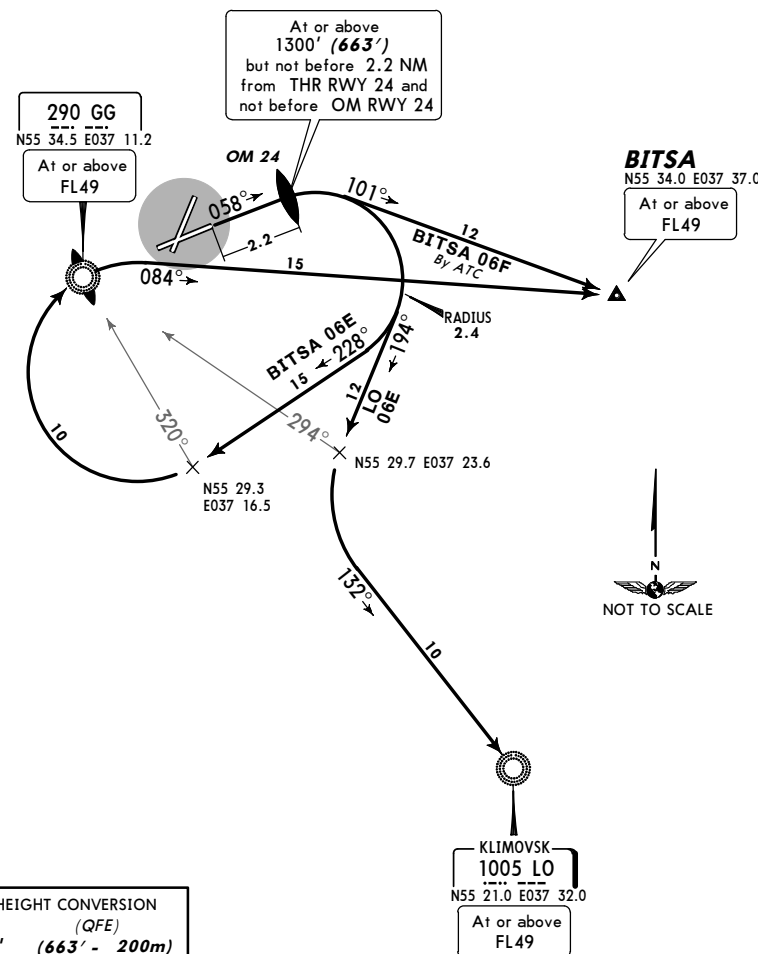 At or above
1300' (663')
but not before 2.2 NM
from THR RWY 24 and
not before OM RWY 24
290 GG
N55 34.5 E037 11.2
At or above
FL49
OM 24
BITSA
N55 34.0 E037 37.0
At or above
FL49
058°
2.2
101°
12
BITSA 06F
By ATC
084°
15
RADIUS
2.4
BITSA 06E
15
228°
194°
12
LO
06E
320°
294°
10
N55 29.3
E037 16.5
N55 29.7 E037 23.6
N
NOT TO SCALE
132°
10
KLIMOVSK
1005 LO
N55 21.0 E037 32.0
At or above
FL49
HEIGHT CONVERSION
(QFE)
' (663' - 200m)